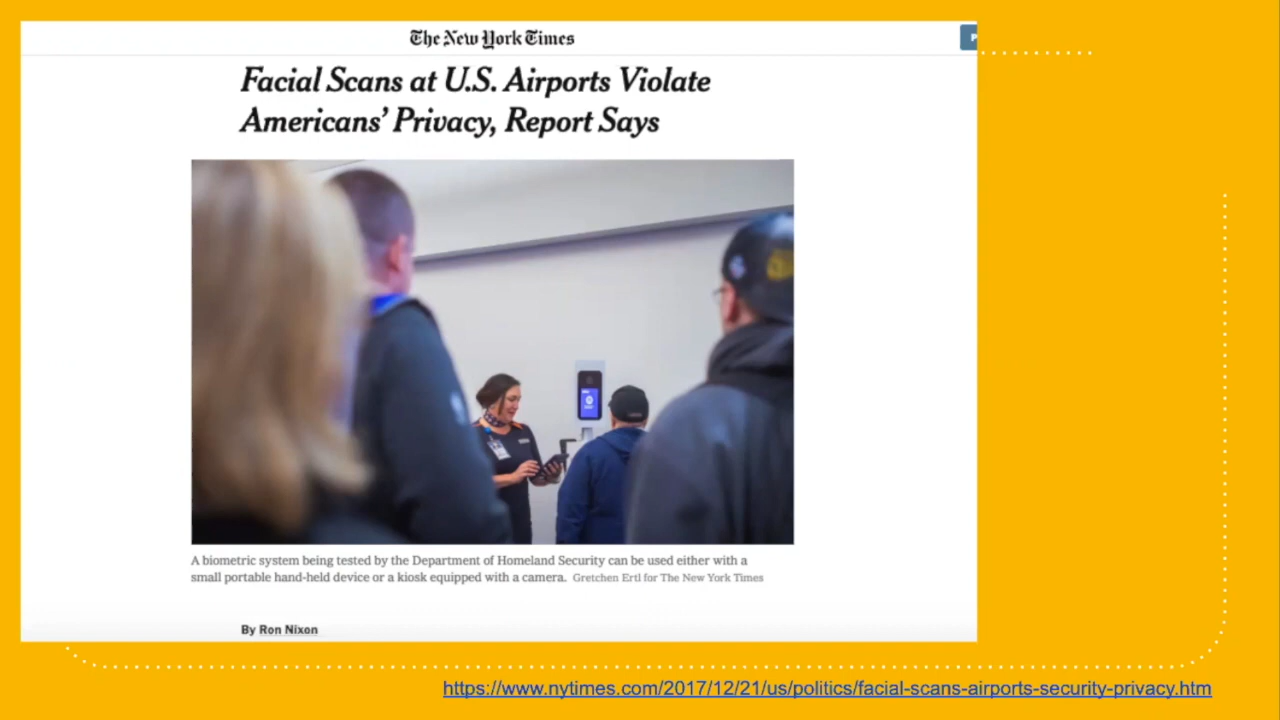 The New York Times
Facial Scans at U.S. Airports Violate
Americans' Privacy, Report Says
A biometric system being tested by the Department of Homeland Security can be used either with a
small portable hand-held device or a kiosk equipped with a camera. Gretchen Ertl for The New York Times
By Ron Nixon
https://www.nytimes.com/2017/12/21/us/politics/facial-scans-airports-security-privacy.htm